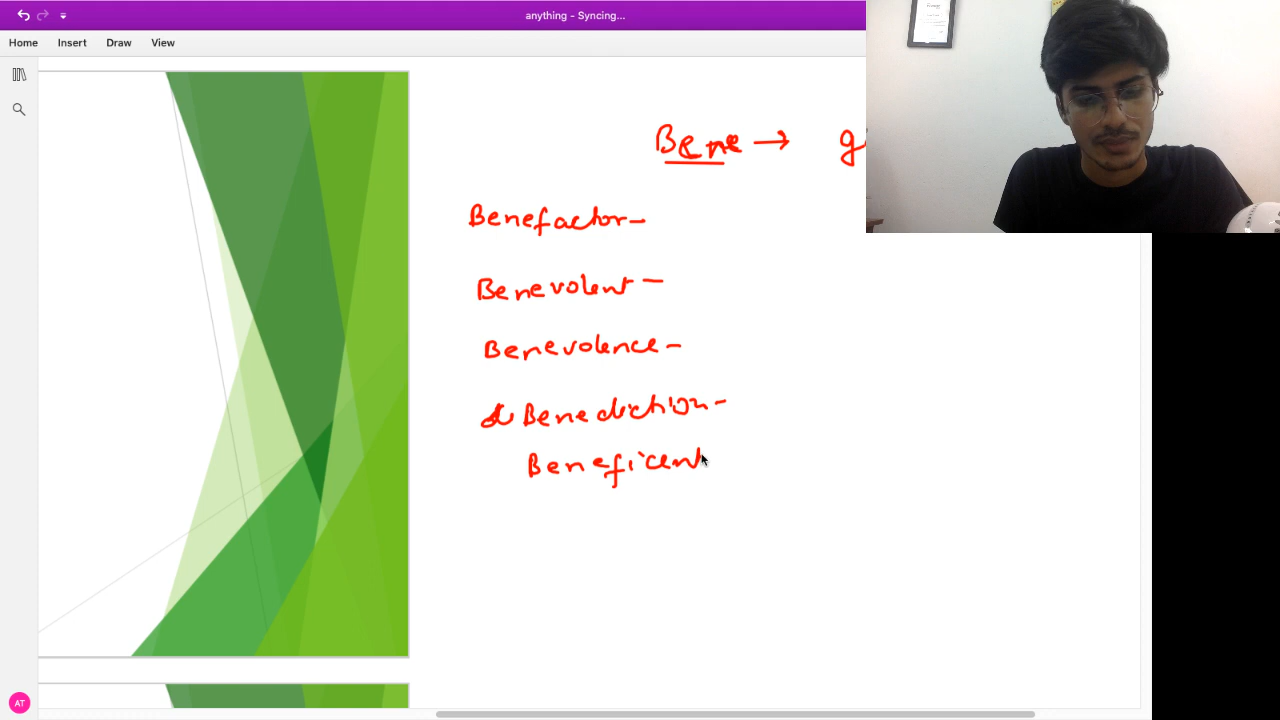 anything - Syncing...
Home Insert Draw View
Bene → g
Benefactor-
Benevolent -
Benevolence -
Benediction-
Beneficent
AT